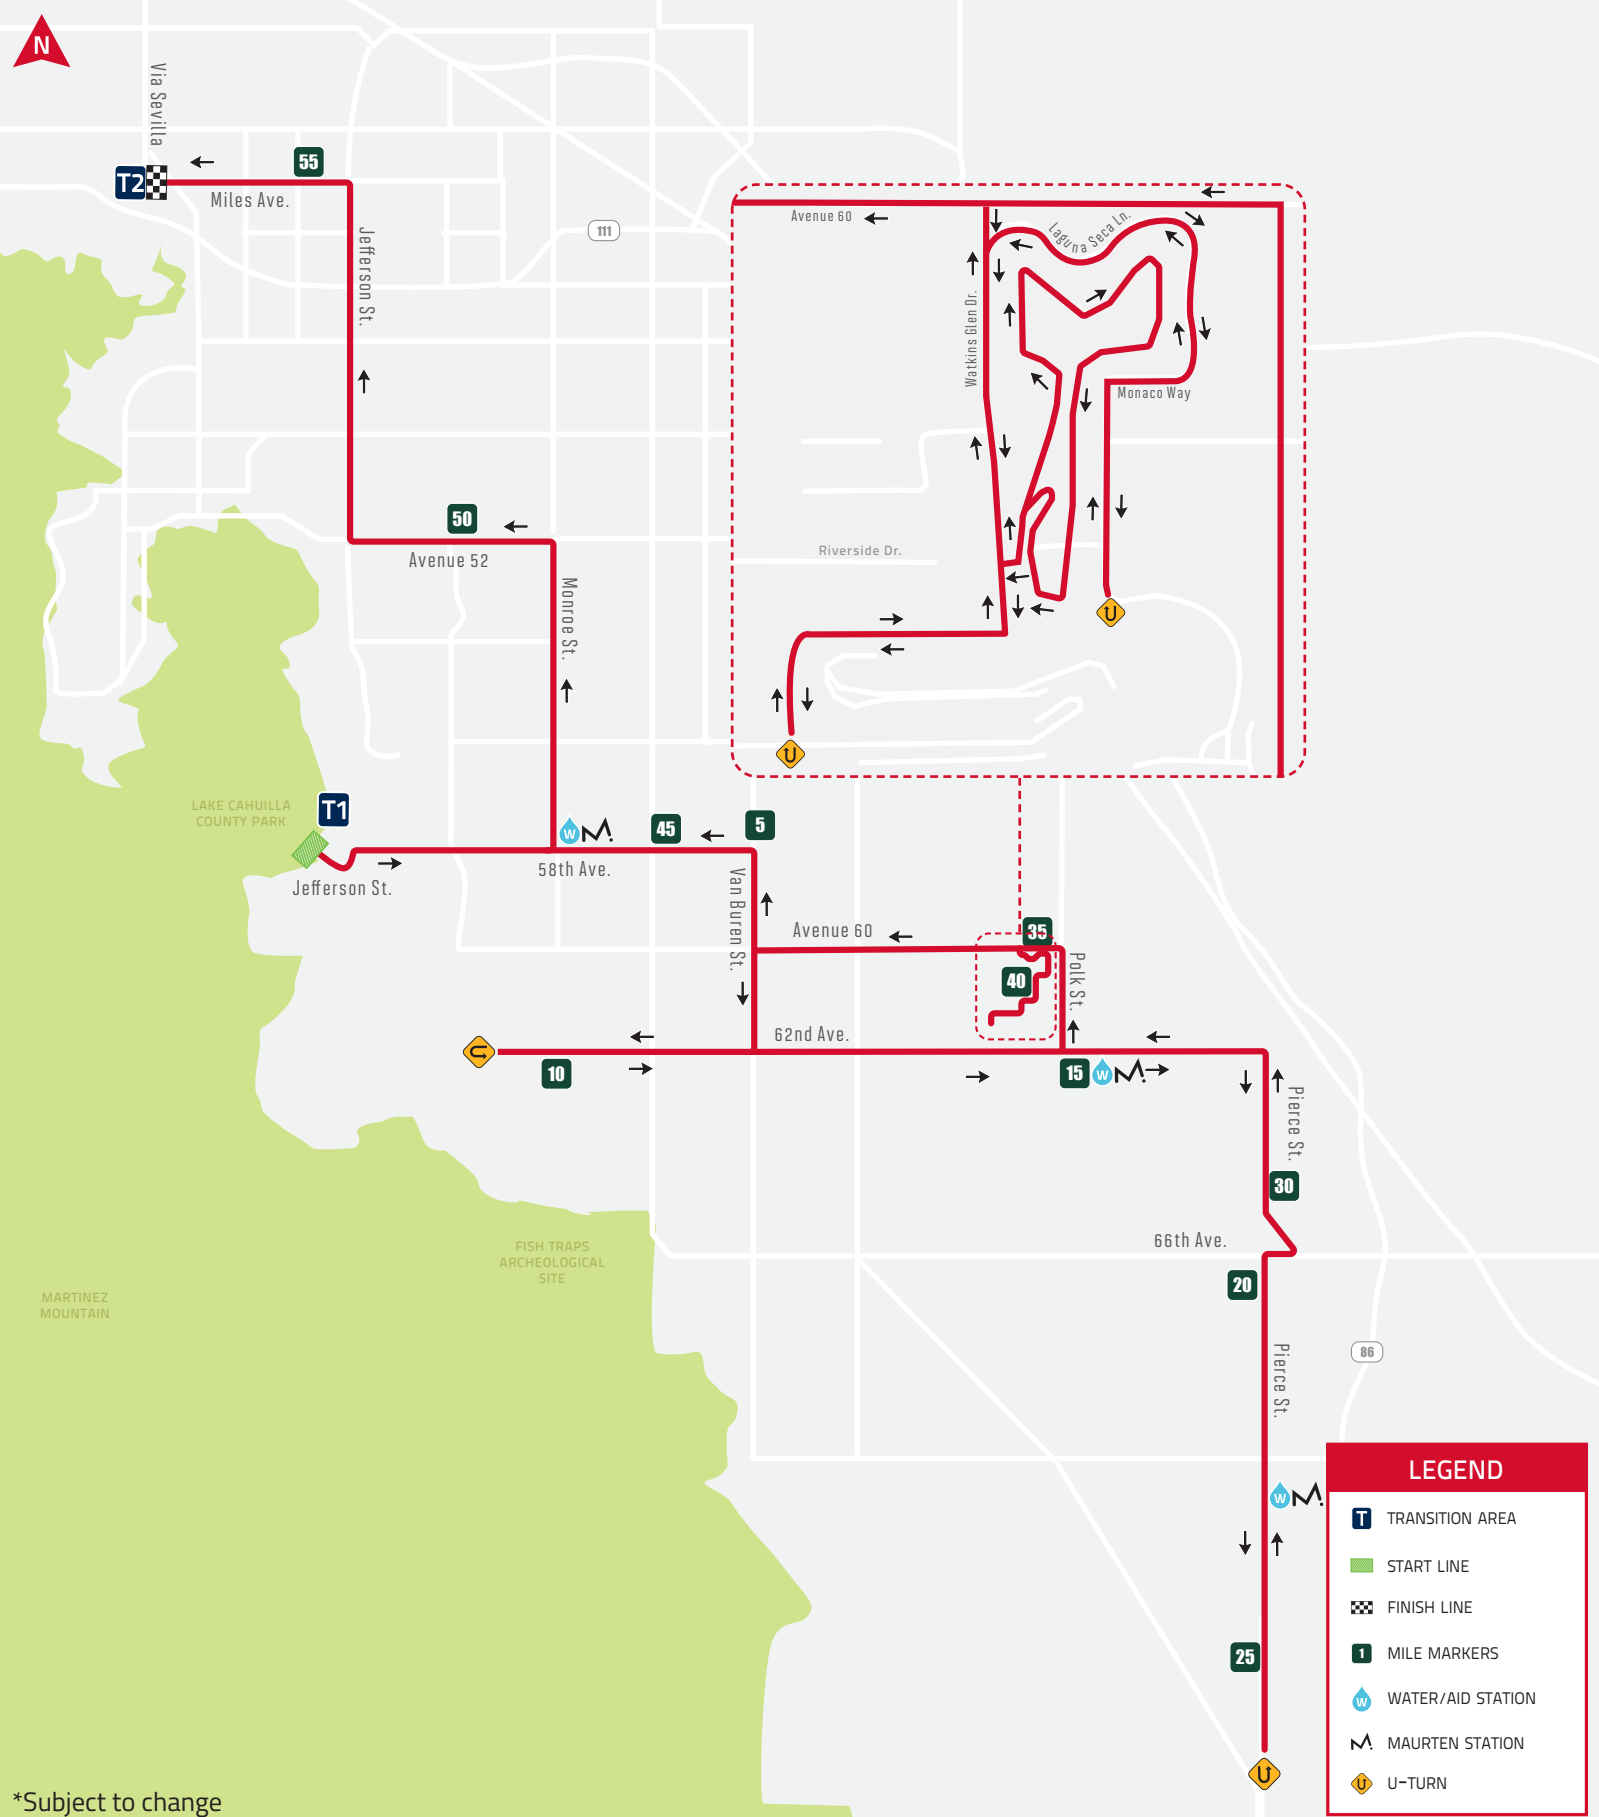 N
Via Sevilla
T2
55
Miles Ave.
Jefferson St.
111
50
Avenue 52
Monroe St.
Avenue 60
Laguna Seca Ln.
Watkins Glen Dr.
Monaco Way
Riverside Dr.
U
U
LAKE CAHUILLA
COUNTY PARK
T1
Jefferson St.
W
M.
45
5
58th Ave.
Van Buren St.
Avenue 60
35
40
Polk St.
62nd Ave.
10
15
W
M.
Pierce St.
30
66th Ave.
20
FISH TRAPS
ARCHEOLOGICAL
SITE
MARTINEZ
MOUNTAIN
Pierce St.
86
W
M.
25
U
LEGEND
T TRANSITION AREA
START LINE
FINISH LINE
1 MILE MARKERS
W WATER/AID STATION
M. MAURTEN STATION
U U-TURN
*Subject to change